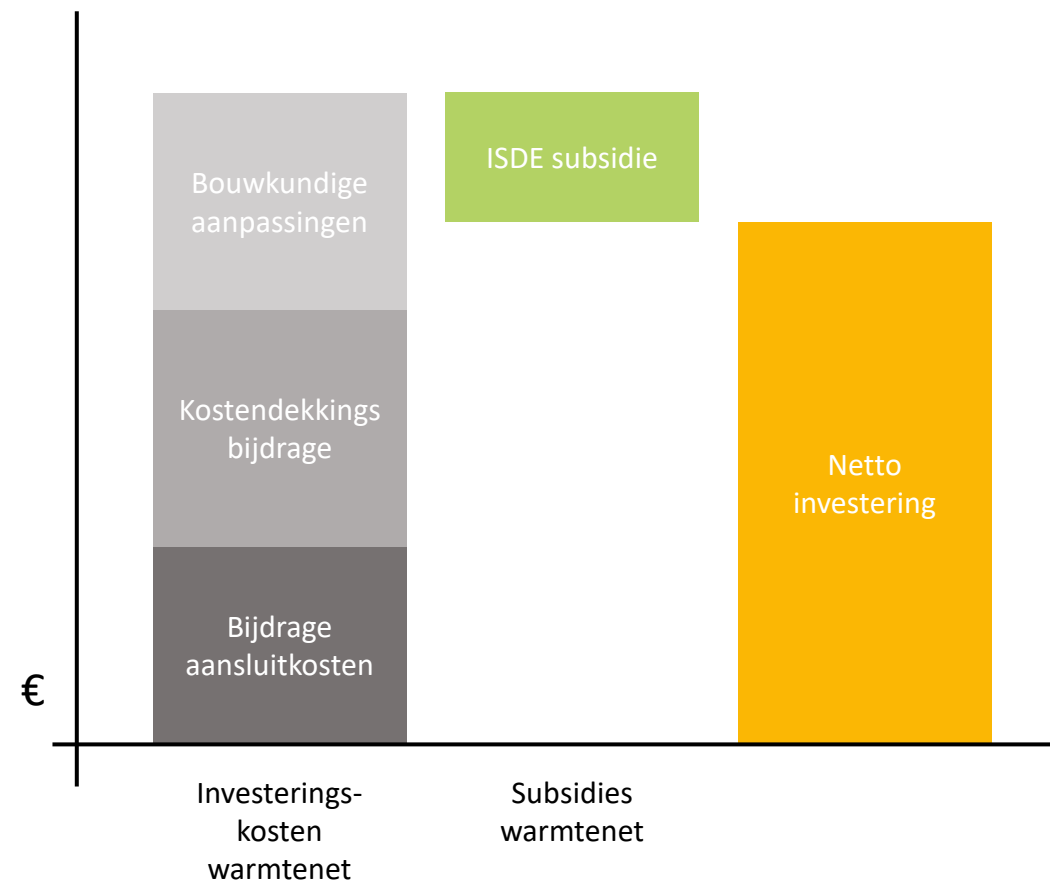 Bouwkundige
aanpassingen
Kostendekkings
bijdrage
Bijdrage
aansluitkosten
ISDE subsidie
Netto
investering
€
Investerings-
kosten
warmtenet
Subsidies
warmtenet